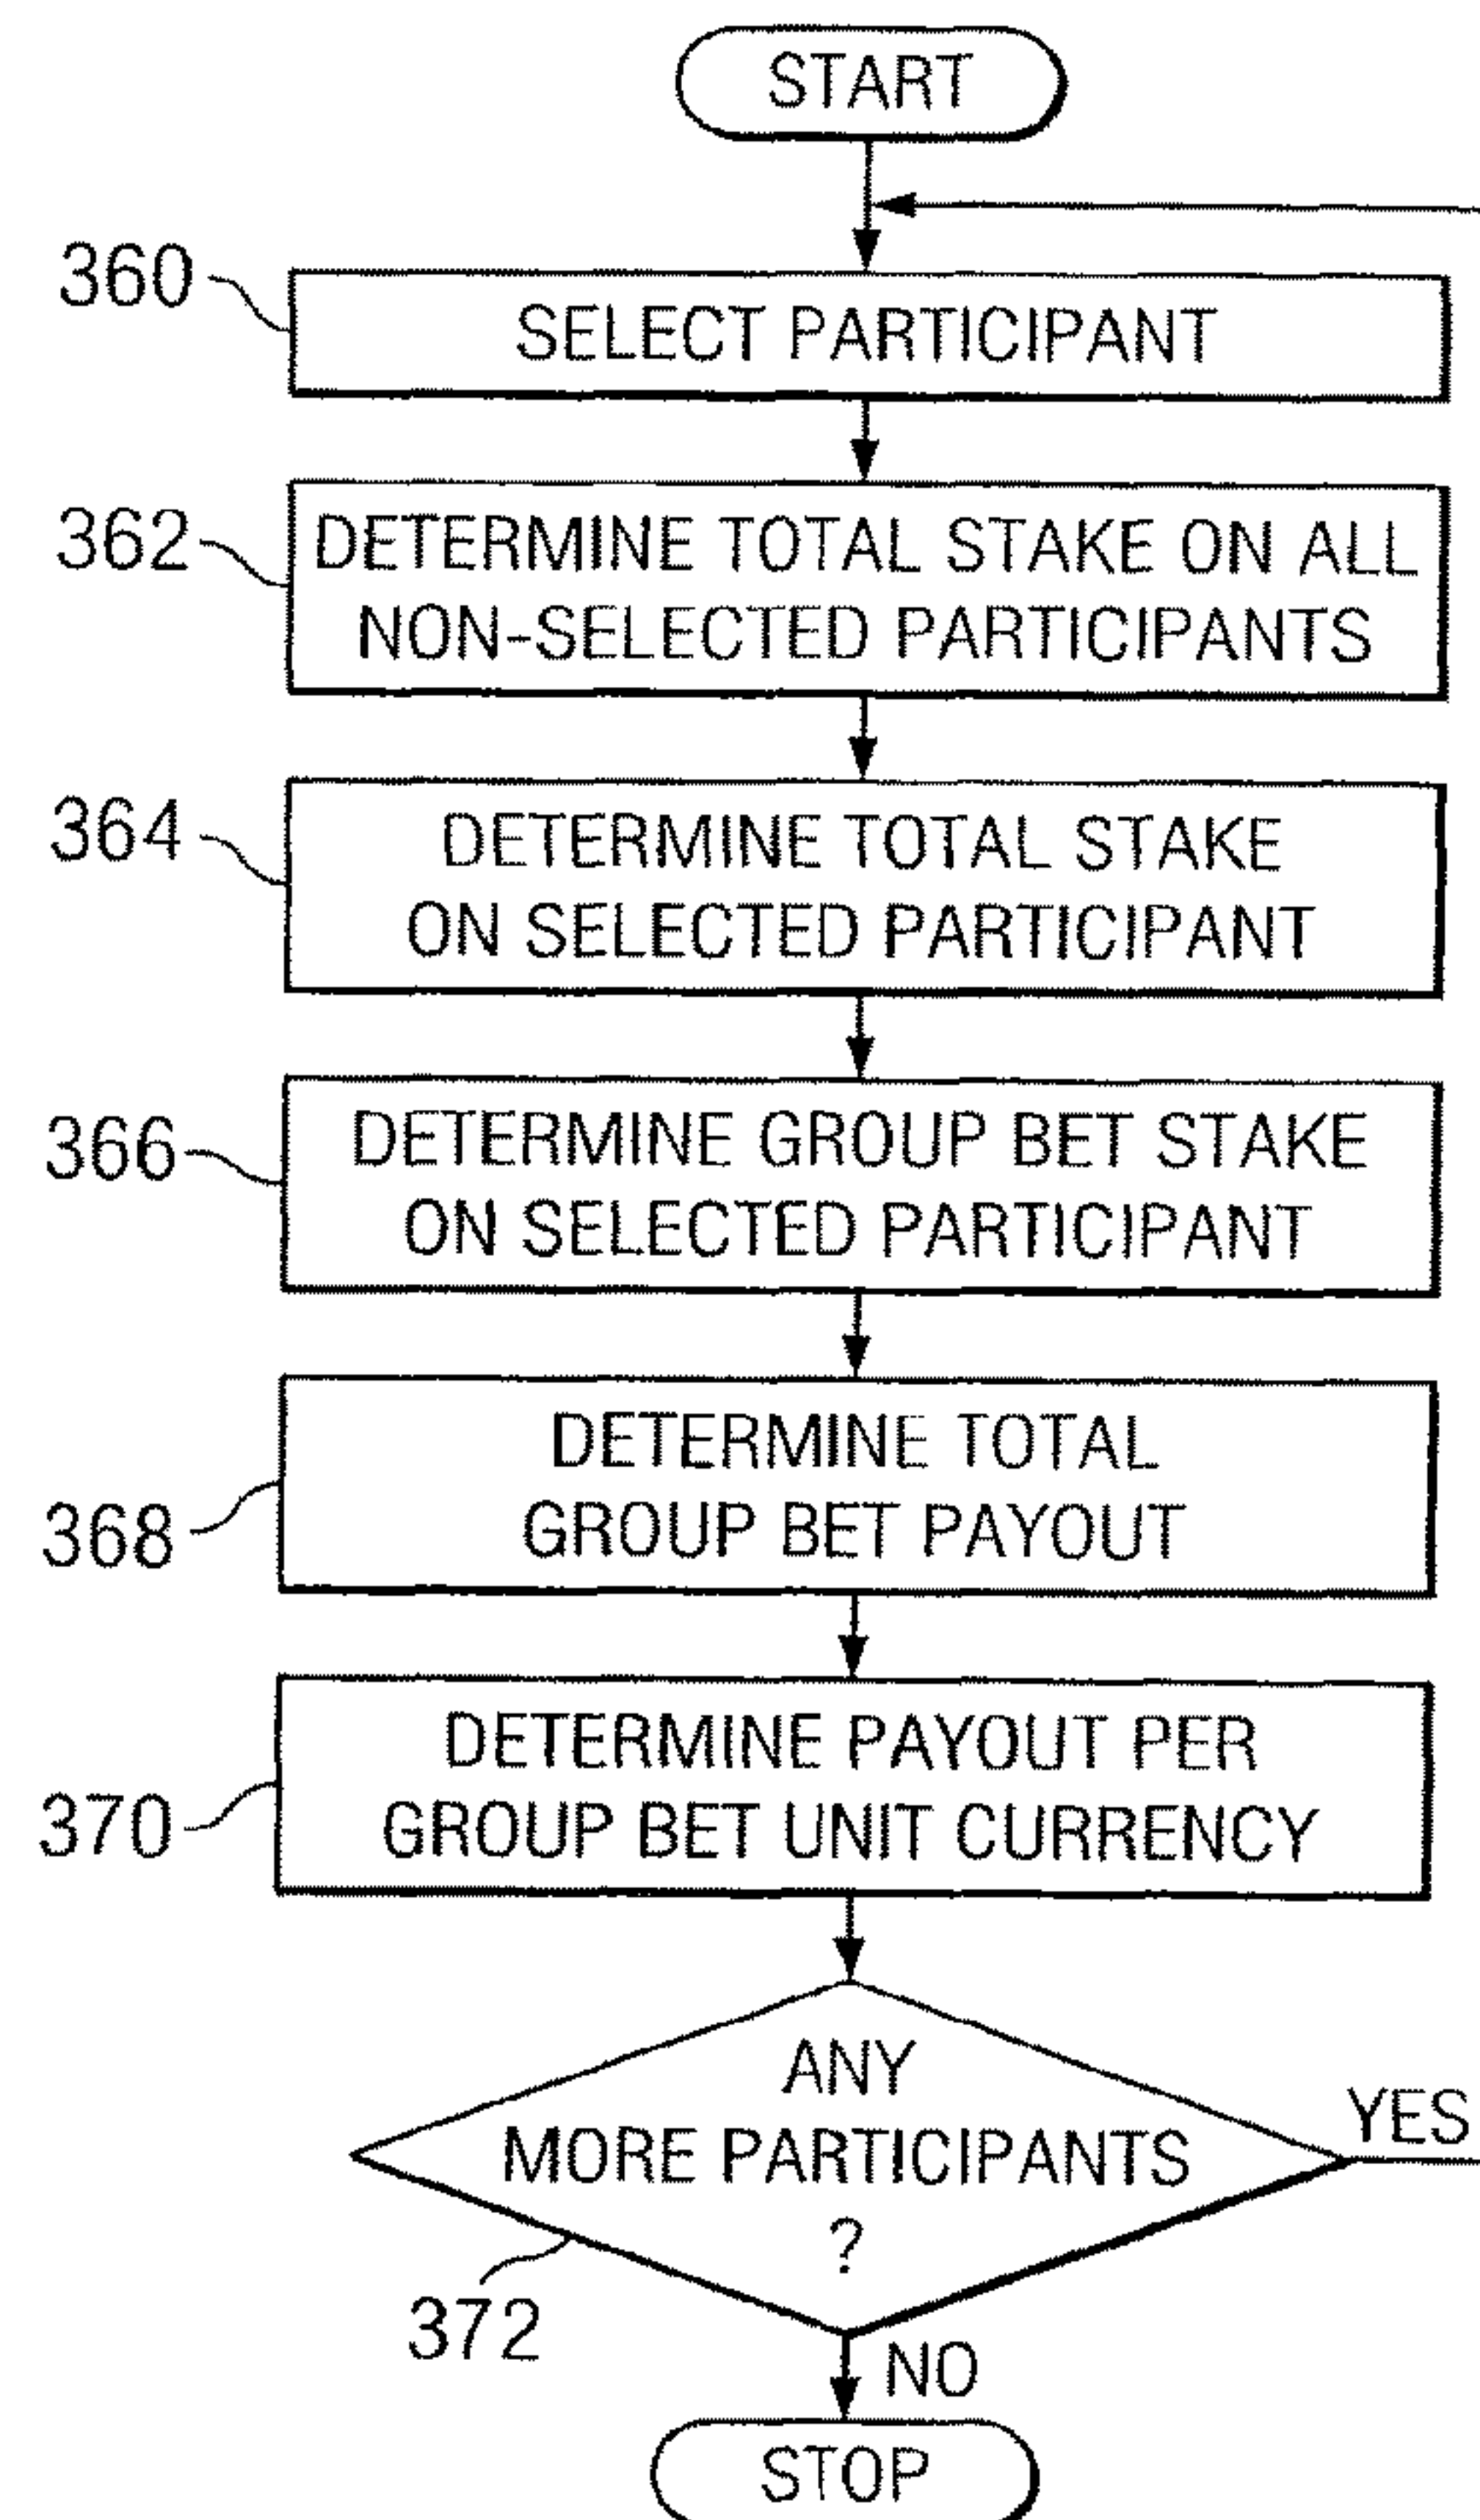 START
360
SELECT PARTICIPANT
362
DETERMINE TOTAL STAKE ON ALL
NON-SELECTED PARTICIPANTS
364
DETERMINE TOTAL STAKE
ON SELECTED PARTICIPANT
366
DETERMINE GROUP BET STAKE
ON SELECTED PARTICIPANT
368
DETERMINE TOTAL
GROUP BET PAYOUT
370
DETERMINE PAYOUT PER
GROUP BET UNIT CURRENCY
ANY
MORE PARTICIPANTS
?
YES
372
NO
STOP